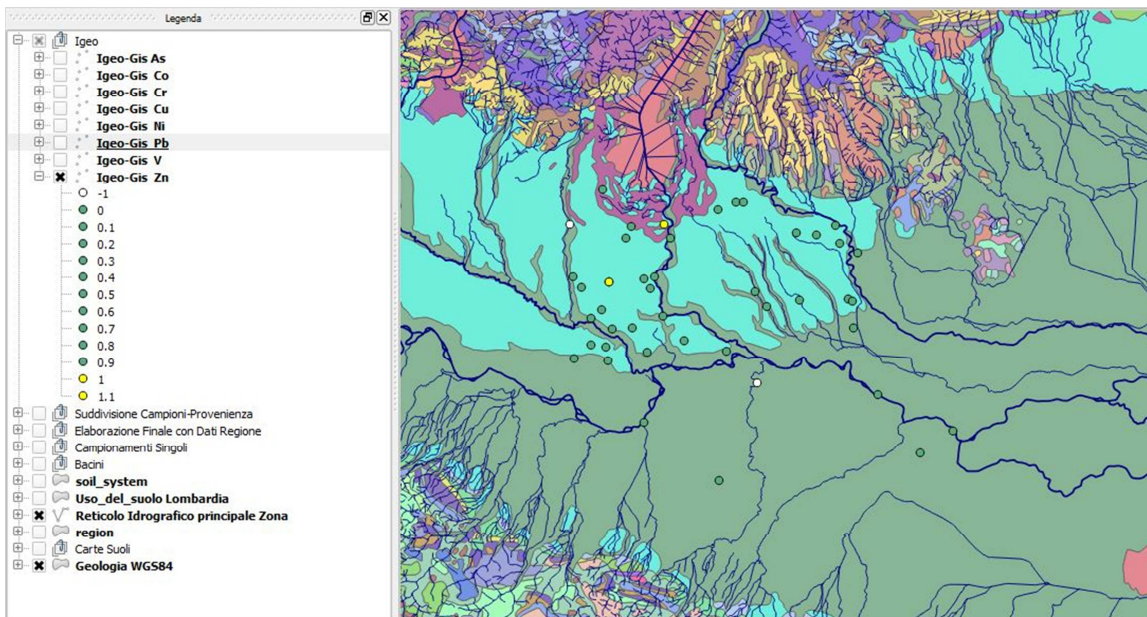 Legenda
Igeo
Igeo-Gis As
Igeo-Gis Co
Igeo-Gis Cr
Igeo-Gis Cu
Igeo-Gis Ni
Igeo-Gis Pb
Igeo-Gis V
Igeo-Gis Zn
-1
0
0.1
0.2
0.3
0.4
0.5
0.6
0.7
0.8
0.9
1
1.1
Suddivisione Campioni-Provenienza
Elaborazione Finale con Dati Regione
Campionamenti Singoli
Bacini
soil_system
Uso_del_suolo Lombardia
Reticolo Idrografico principale Zona
region
Carte Suoli
Geologia WGS84